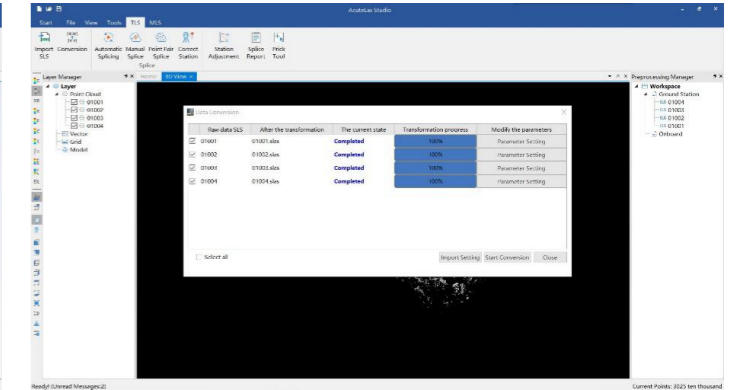 AcuteLas Studio
Start File View Tools TLS MLS
Import SLS
Conversion
Automatic Splicing
Manual Splice
Point Pair Splice
Correct Station
Station Adjustment
Splice Report
Prick Tool
Splice
Layer Manager
Home
3D View
Preprocessing Manager
Layer
Point Cloud
01001
01002
01003
01004
Vector
Grid
Model
Data Conversion
Raw data SLS After the transformation The current state Transformation progress Modify the parameters
01001 01001.slas Completed 100% Parameter Setting
01002 01002.slas Completed 100% Parameter Setting
01003 01003.slas Completed 100% Parameter Setting
01004 01004.slas Completed 100% Parameter Setting
Select all
Import Setting Start Conversion Close
Workspace
Ground Station
01004
01003
01002
01001
Onboard
Ready! (Unread Messages:2)
Current Points: 3025 ten thousand